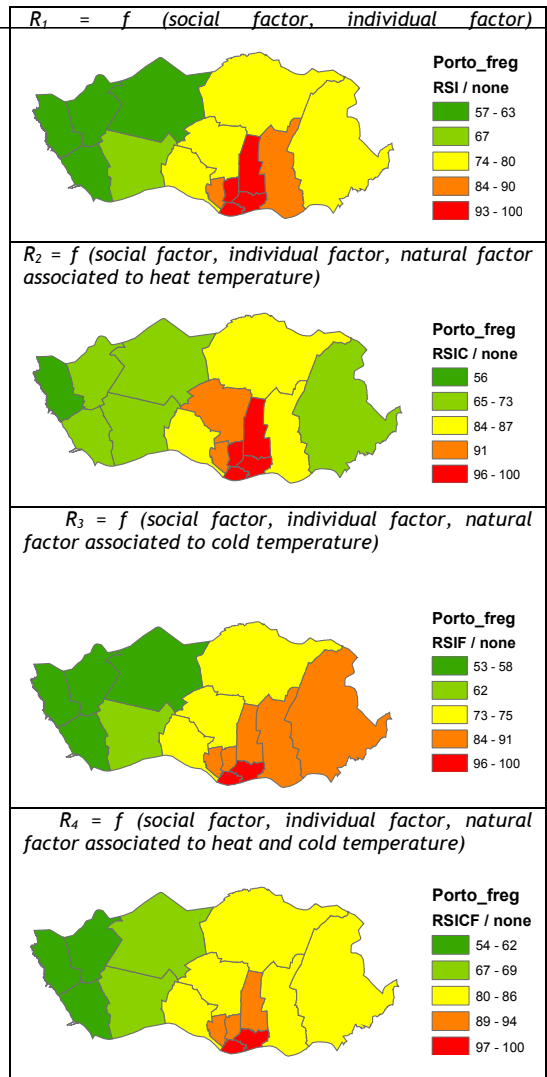 R1 = f (social factor, individual factor)
Porto_freg
RSI / none
57 - 63
67
74 - 80
84 - 90
93 - 100
R2 = f (social factor, individual factor, natural factor
associated to heat temperature)
Porto_freg
RSIC / none
56
65 - 73
84 - 87
91
96 - 100
R3 = f (social factor, individual factor, natural
factor associated to cold temperature)
Porto_freg
RSIF / none
53 - 58
62
73 - 75
84 - 91
96 - 100
R4 = f (social factor, individual factor, natural
factor associated to heat and cold temperature)
Porto_freg
RSICF / none
54 - 62
67 - 69
80 - 86
89 - 94
97 - 100